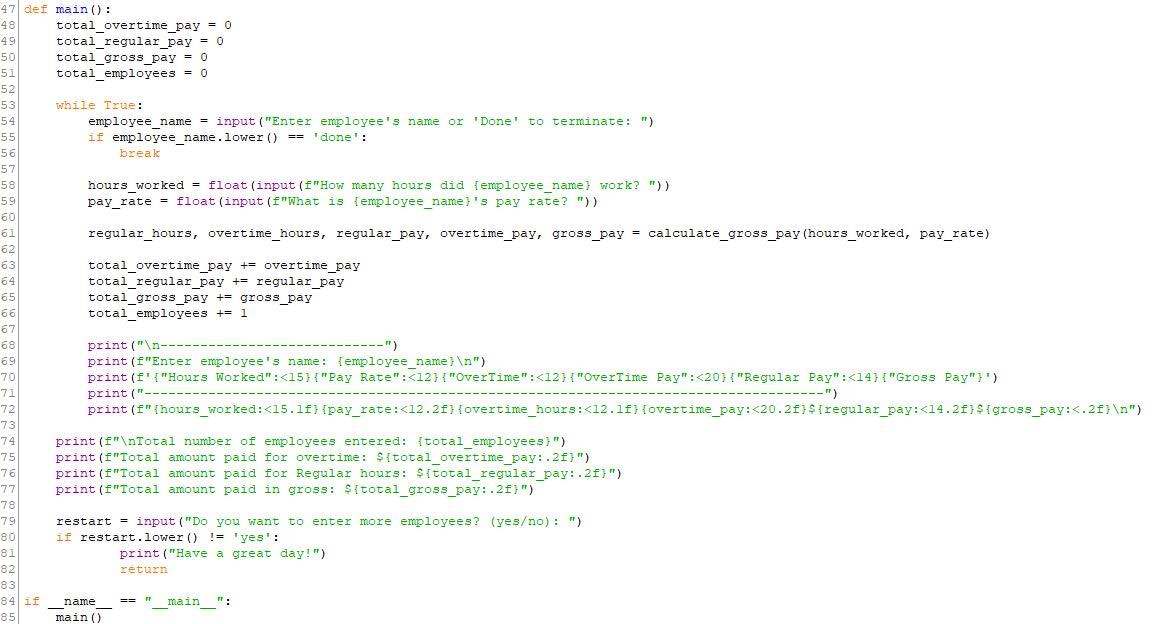 47 def main():
48     total_overtime_pay = 0
49     total_regular_pay = 0
50     total_gross_pay = 0
51     total_employees = 0
52
53     while True:
54         employee_name = input("Enter employee's name or 'Done' to terminate: ")
55         if employee_name.lower() == 'done':
56             break
57
58         hours_worked = float(input(f"How many hours did {employee_name} work? "))
59         pay_rate = float(input(f"What is {employee_name}'s pay rate? "))
60
61         regular_hours, overtime_hours, regular_pay, overtime_pay, gross_pay = calculate_gross_pay(hours_worked, pay_rate)
62
63         total_overtime_pay += overtime_pay
64         total_regular_pay += regular_pay
65         total_gross_pay += gross_pay
66         total_employees += 1
67
68         print("\n----------------------------")
69         print(f"Enter employee's name: {employee_name}\n")
70         print(f'{"Hours Worked":<15}{"Pay Rate":<12}{"OverTime":<12}{"OverTime Pay":<20}{"Regular Pay":<14}{"Gross Pay"}')
71         print("-------------------------------------------------------------------------------------")
72         print(f"{hours_worked:<15.1f}{pay_rate:<12.2f}{overtime_hours:<12.1f}{overtime_pay:<20.2f}${regular_pay:<14.2f}${gross_pay:<.2f}\n")
73
74     print(f"\nTotal number of employees entered: {total_employees}")
75     print(f"Total amount paid for overtime: ${total_overtime_pay:.2f}")
76     print(f"Total amount paid for Regular hours: ${total_regular_pay:.2f}")
77     print(f"Total amount paid in gross: ${total_gross_pay:.2f}")
78
79     restart = input("Do you want to enter more employees? (yes/no): ")
80     if restart.lower() != 'yes':
81             print("Have a great day!")
82             return
83
84 if __name__ == "__main__":
85     main()